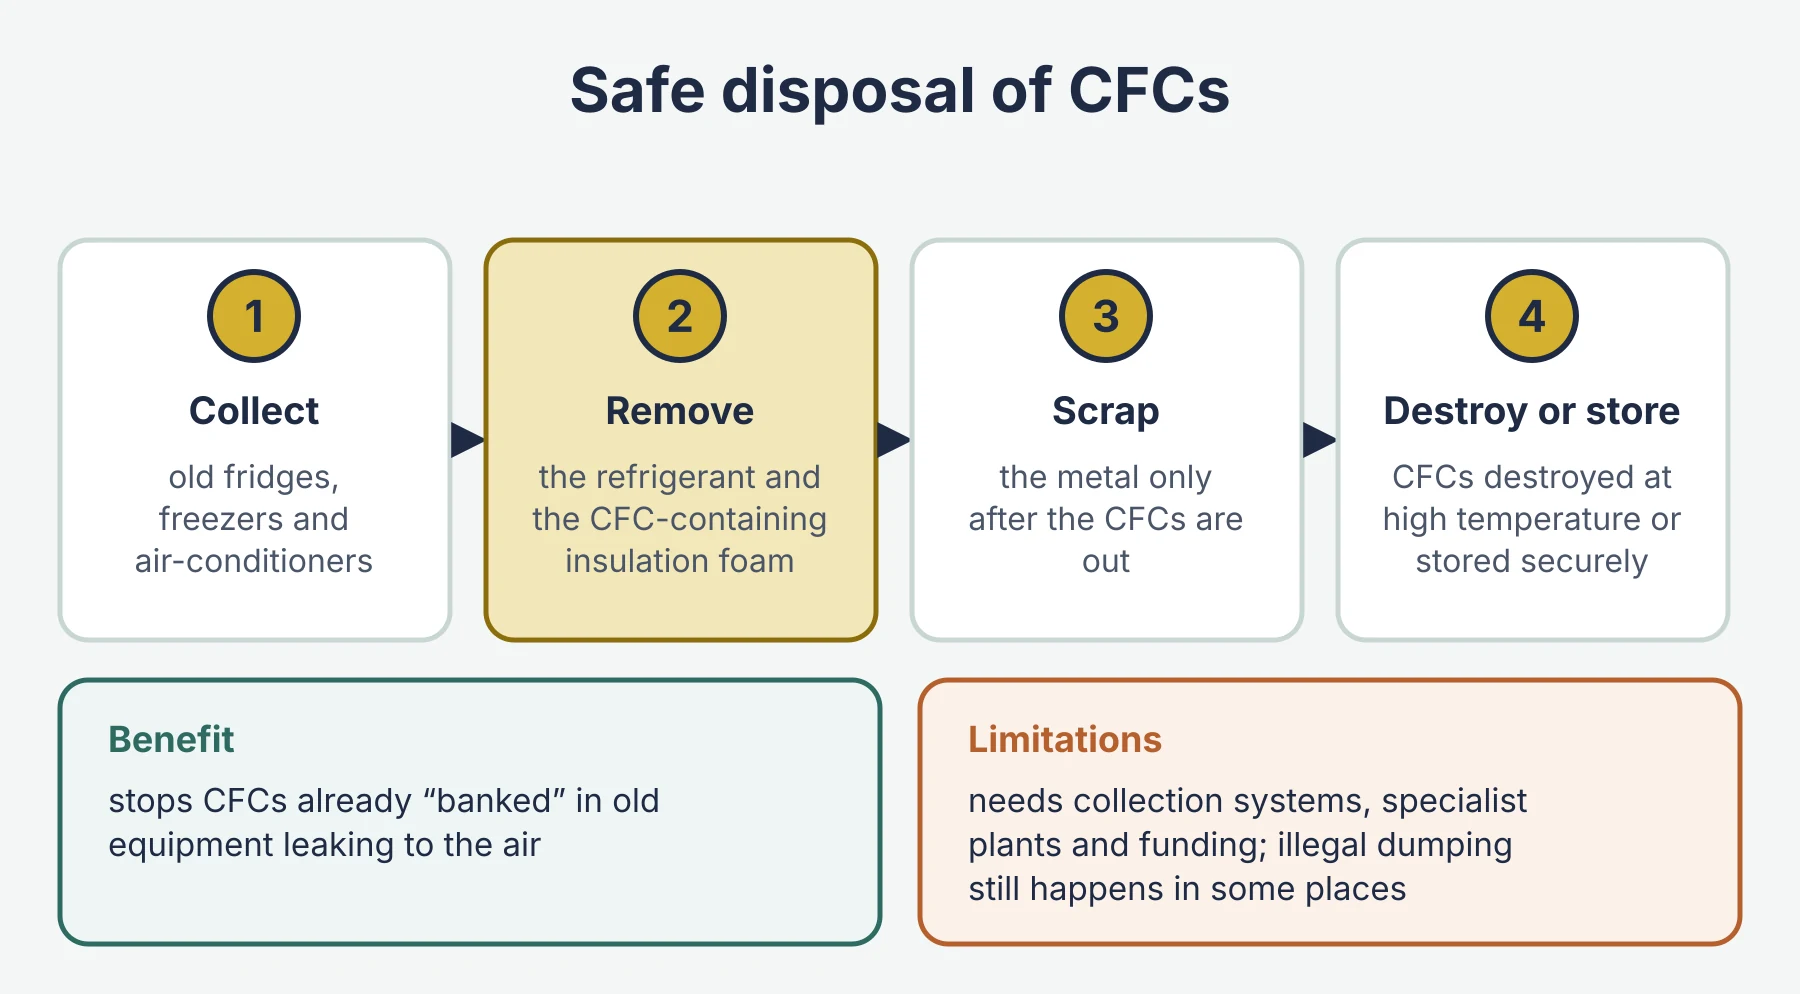 Safe disposal of CFCs
1
Collect
old fridges,
freezers and
air-conditioners
2
Remove
the refrigerant and
the CFC-containing
insulation foam
3
Scrap
the metal only
after the CFCs are
out
4
Destroy or store
CFCs destroyed at
high temperature or
stored securely
Benefit
stops CFCs already “banked” in old
equipment leaking to the air
Limitations
needs collection systems, specialist
plants and funding; illegal dumping
still happens in some places